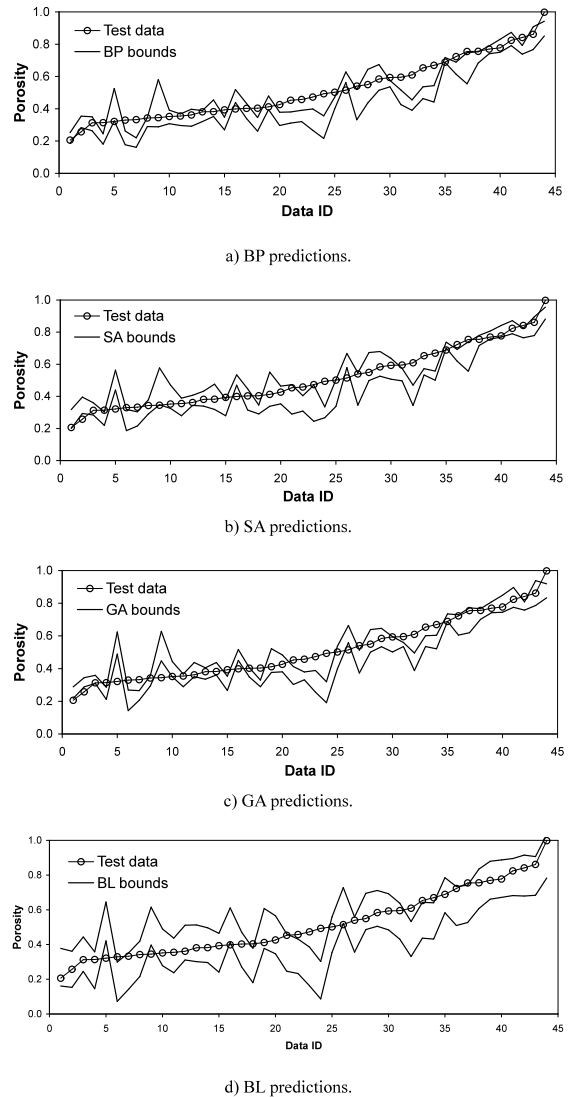 1.0
Test data
0.8
BP bounds
0.6
Porosity
0.4
0.2
0.0
0 5 10 15 20 25 30 35 40 45
Data ID
a) BP predictions.
1.0
Test data
0.8
SA bounds
0.6
Porosity
0.4
0.2
0.0
0 5 10 15 20 25 30 35 40 45
Data ID
b) SA predictions.
1.0
Test data
0.8
GA bounds
0.6
Porosity
0.4
0.2
0.0
0 5 10 15 20 25 30 35 40 45
Data ID
c) GA predictions.
1.0
Test data
0.8
BL bounds
0.6
Porosity
0.4
0.2
0.0
0 5 10 15 20 25 30 35 40 45
Data ID
d) BL predictions.